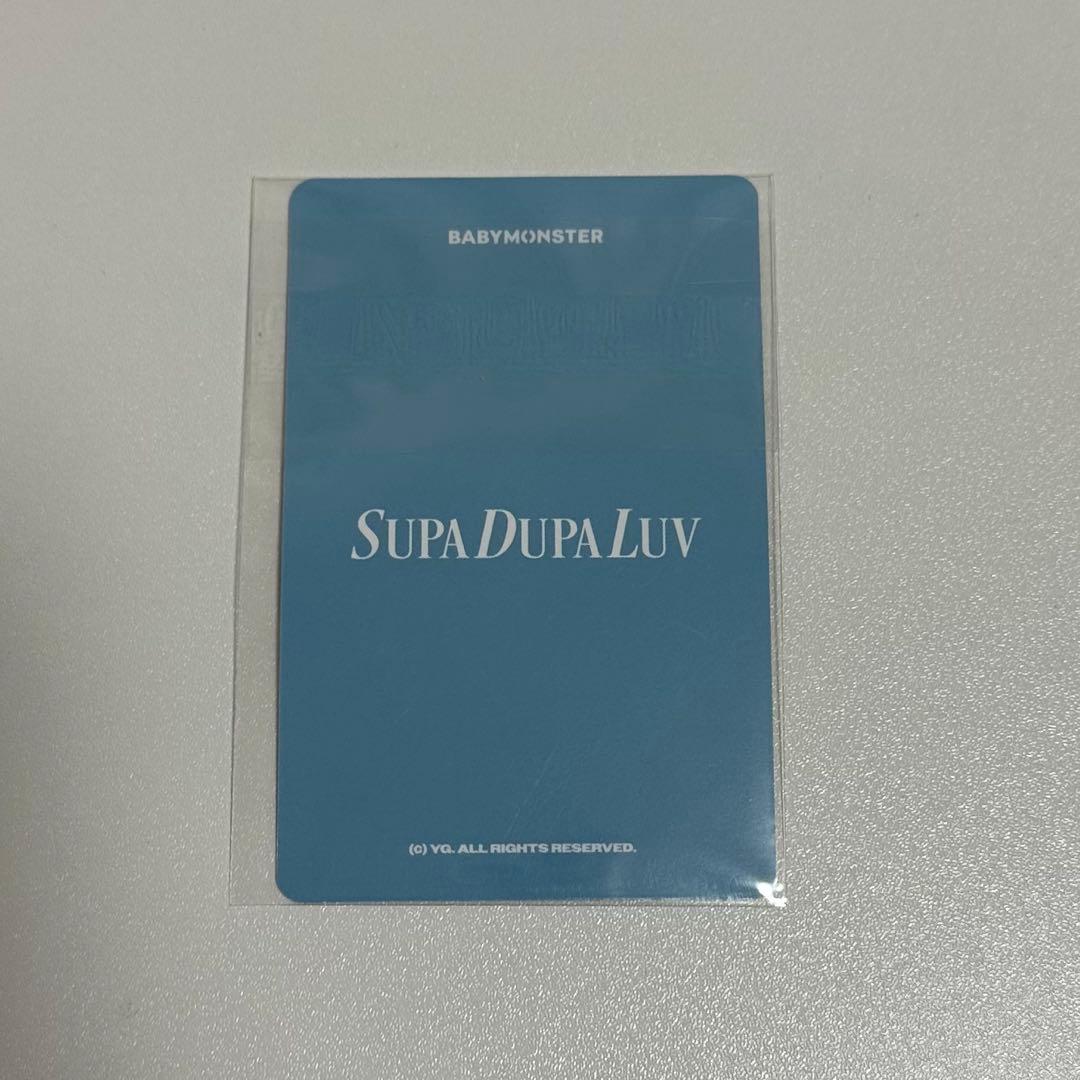 BABYMONSTER
SUPA DUPA LUV
(C) YG. ALL RIGHTS RESERVED.